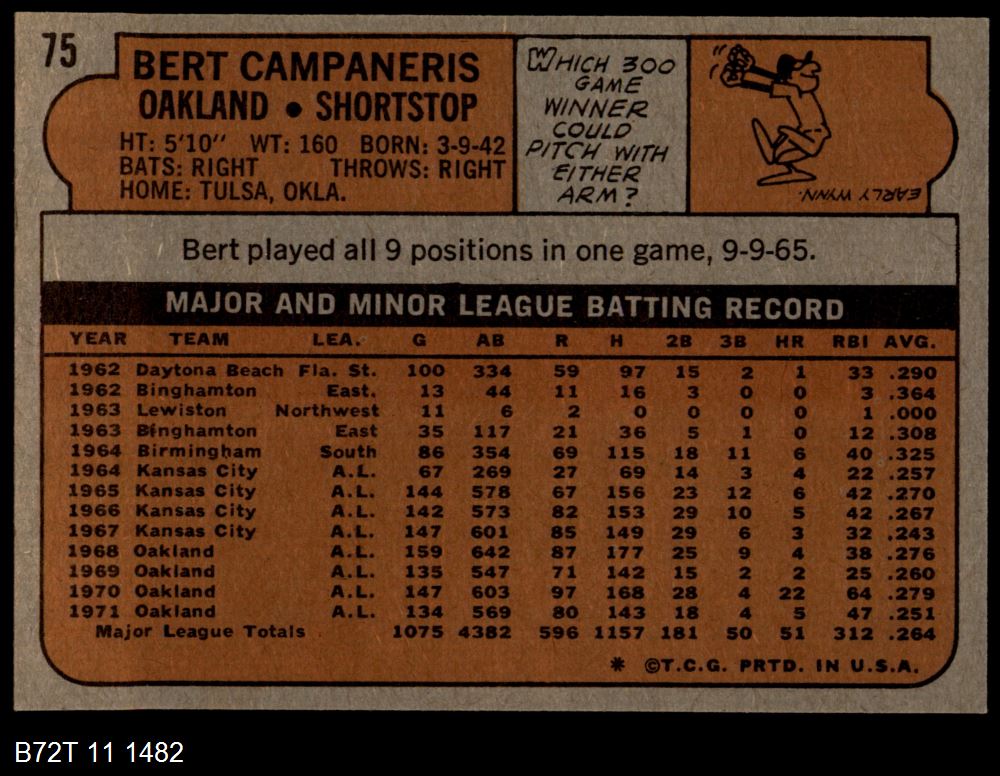 75
BERT CAMPANERIS
OAKLAND • SHORTSTOP
HT: 5'10" WT: 160 BORN: 3-9-42
BATS: RIGHT THROWS: RIGHT
HOME: TULSA, OKLA.
WHICH 300
GAME
WINNER
COULD
PITCH WITH
EITHER
ARM?
EARLY WYNN.
Bert played all 9 positions in one game, 9-9-65.
MAJOR AND MINOR LEAGUE BATTING RECORD
YEAR TEAM LEA. G AB R H 2B 3B HR RBI AVG.
1962 Daytona Beach Fla. St. 100 334 59 97 15 2 1 33 .290
1962 Binghamton East. 13 44 11 16 3 0 0 3 .364
1963 Lewiston Northwest 11 6 2 0 0 0 0 1 .000
1963 Binghamton East 35 117 21 36 5 1 0 12 .308
1964 Birmingham South 86 354 69 115 18 11 6 40 .325
1964 Kansas City A.L. 67 269 27 69 14 3 4 22 .257
1965 Kansas City A.L. 144 578 67 156 23 12 6 42 .270
1966 Kansas City A.L. 142 573 82 153 29 10 5 42 .267
1967 Kansas City A.L. 147 601 85 149 29 6 3 32 .243
1968 Oakland A.L. 159 642 87 177 25 9 4 38 .276
1969 Oakland A.L. 135 547 71 142 15 2 2 25 .260
1970 Oakland A.L. 147 603 97 168 28 4 22 64 .279
1971 Oakland A.L. 134 569 80 143 18 4 5 47 .251
Major League Totals 1075 4382 596 1157 181 50 51 312 .264
* ©T.C.G. PRTD. IN U.S.A.
B72T 11 1482